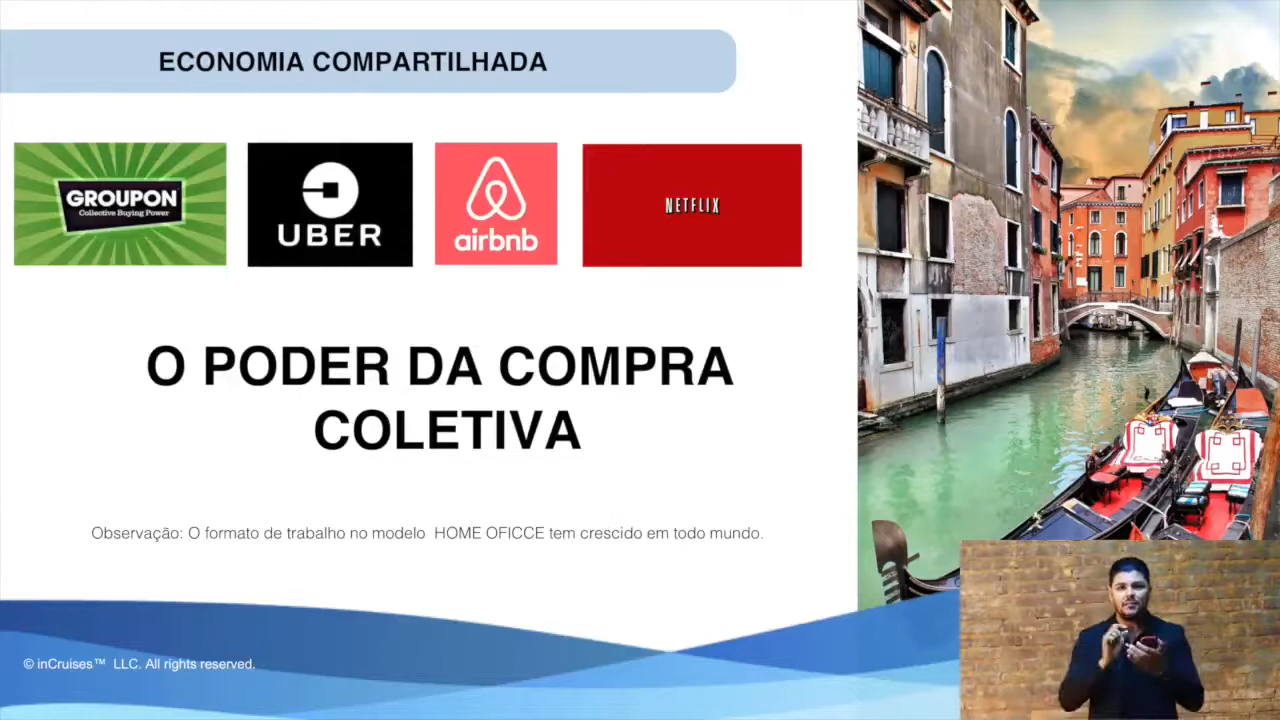 ECONOMIA COMPARTILHADA
GROUPON
Collective Buying Power
UBER
airbnb
NETFLIX
O PODER DA COMPRA
COLETIVA
Observação: O formato de trabalho no modelo HOME OFICCE tem crescido em todo mundo.
© inCruises™ LLC. All rights reserved.